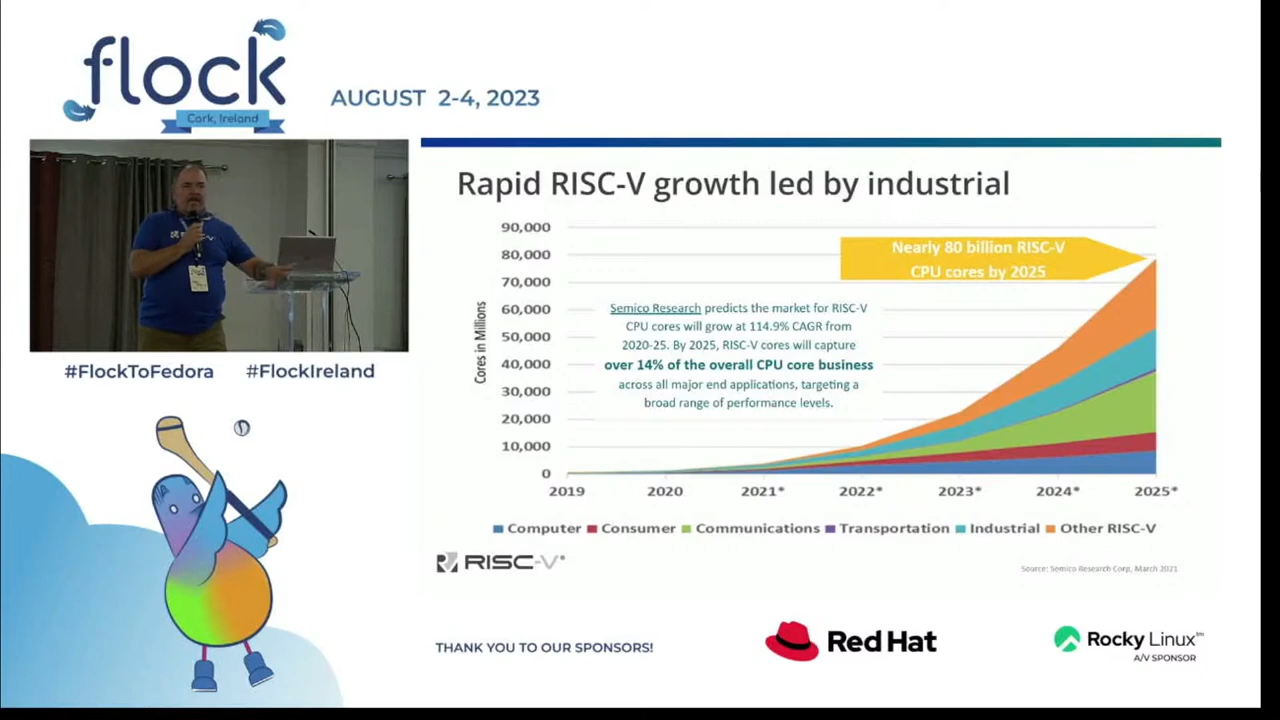 flock
Cork, Ireland
AUGUST 2-4, 2023
RISC-V
#FlockToFedora #FlockIreland
Rapid RISC-V growth led by industrial
Cores in Millions
90,000
80,000
70,000
60,000
50,000
40,000
30,000
20,000
10,000
0
Nearly 80 billion RISC-V
CPU cores by 2025
Semico Research predicts the market for RISC-V
CPU cores will grow at 114.9% CAGR from
2020-25. By 2025, RISC-V cores will capture
over 14% of the overall CPU core business
across all major end applications, targeting a
broad range of performance levels.
2019 2020 2021* 2022* 2023* 2024* 2025*
Computer Consumer Communications Transportation Industrial Other RISC-V
RISC-V®
Source: Semico Research Corp, March 2021
THANK YOU TO OUR SPONSORS!
Red Hat
Rocky Linux™
A/V SPONSOR